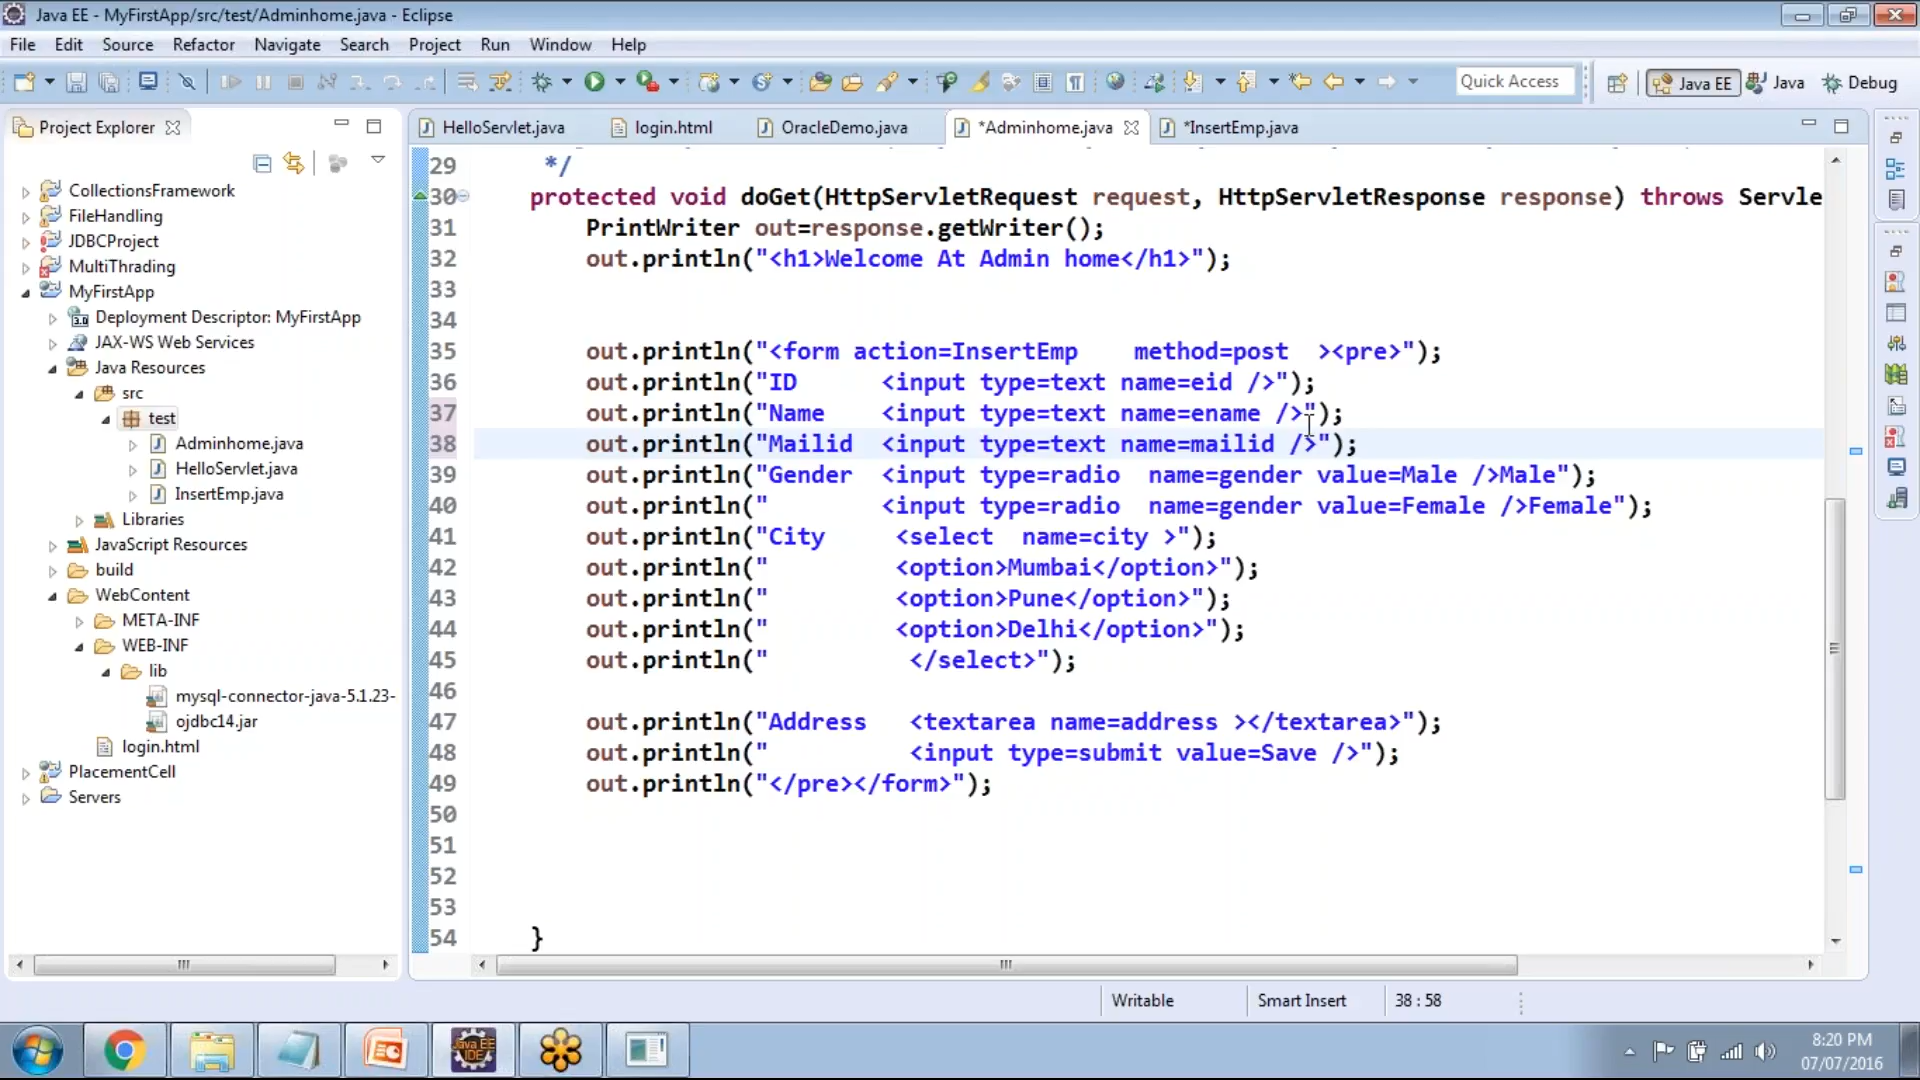 Java EE - MyFirstApp/src/test/Adminhome.java - Eclipse
File Edit Source Refactor Navigate Search Project Run Window Help
Quick Access Java EE Java Debug
Project Explorer
HelloServlet.java login.html OracleDemo.java *Adminhome.java *InsertEmp.java
CollectionsFramework
FileHandling
JDBCProject
MultiThrading
MyFirstApp
Deployment Descriptor: MyFirstApp
JAX-WS Web Services
Java Resources
src
test
Adminhome.java
HelloServlet.java
InsertEmp.java
Libraries
JavaScript Resources
build
WebContent
META-INF
WEB-INF
lib
mysql-connector-java-5.1.23-
ojdbc14.jar
login.html
PlacementCell
Servers
29 */
30 protected void doGet(HttpServletRequest request, HttpServletResponse response) throws Servle
31 PrintWriter out=response.getWriter();
32 out.println("<h1>Welcome At Admin home</h1>");
33
34
35 out.println("<form action=InsertEmp    method=post  ><pre>");
36 out.println("ID      <input type=text name=eid />");
37 out.println("Name    <input type=text name=ename />");
38 out.println("Mailid  <input type=text name=mailid />");
39 out.println("Gender  <input type=radio  name=gender value=Male />Male");
40 out.println("        <input type=radio  name=gender value=Female />Female");
41 out.println("City     <select  name=city >");
42 out.println("         <option>Mumbai</option>");
43 out.println("         <option>Pune</option>");
44 out.println("         <option>Delhi</option>");
45 out.println("          </select>");
46
47 out.println("Address   <textarea name=address ></textarea>");
48 out.println("          <input type=submit value=Save />");
49 out.println("</pre></form>");
50
51
52
53
54 }
Writable Smart Insert 38 : 58
Java EE
IDE
8:20 PM
07/07/2016